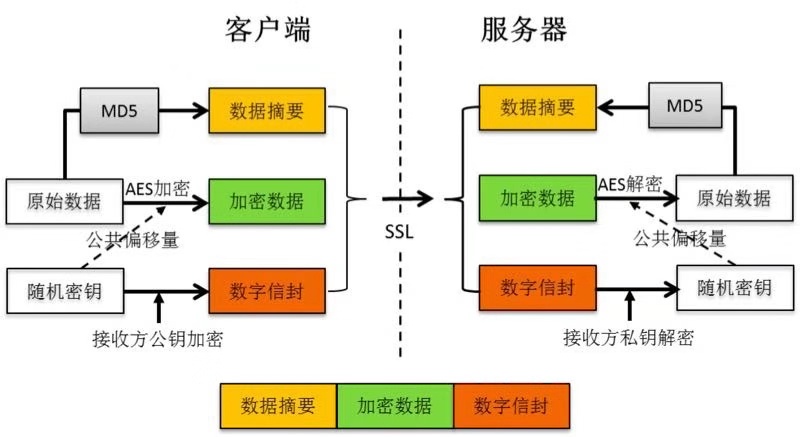 客户端
服务器
MD5
数据摘要
数据摘要
MD5
原始数据
AES加密
加密数据
加密数据
AES解密
原始数据
SSL
公共偏移量
公共偏移量
随机密钥
数字信封
数字信封
随机密钥
接收方公钥加密
接收方私钥解密
数据摘要
加密数据
数字信封